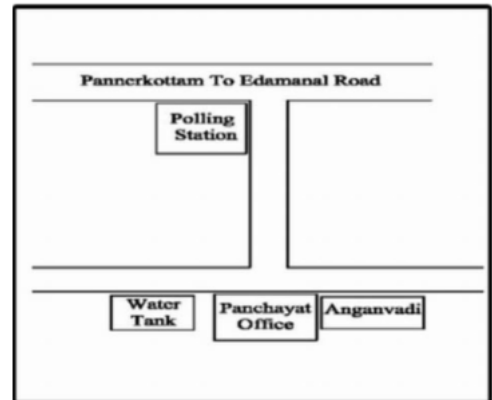 Pannerkottam To Edamanal Road
Polling
Station
Water
Tank
Panchayat
Office
Anganvadi